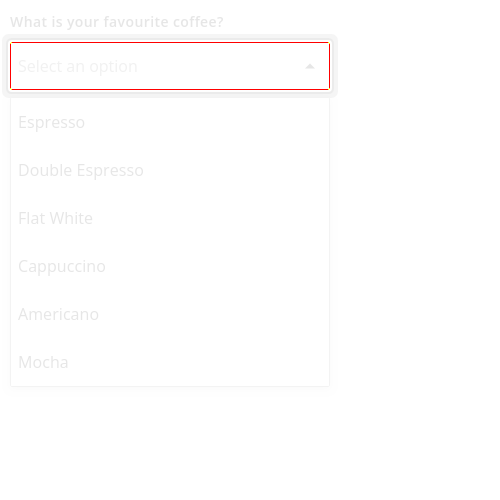 What is your favourite coffee?
Select an option
Espresso
Double Espresso
Flat White
Cappuccino
Americano
Mocha